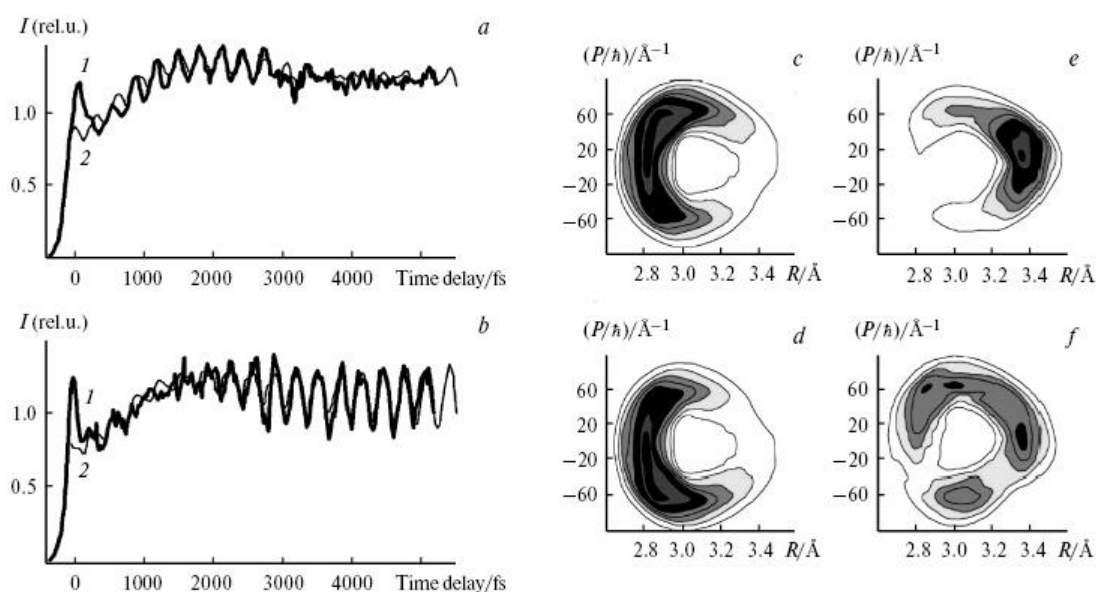 I (rel.u.)
a
1
1.0
2
0.5
0 1000 2000 3000 4000 Time delay/fs
I (rel.u.)
b
1
1.0
2
0.5
0 1000 2000 3000 4000 Time delay/fs
(P/ħ)/Å⁻¹ c
60
20
−20
−60
2.8 3.0 3.2 3.4 R/Å
(P/ħ)/Å⁻¹ e
60
20
−20
−60
2.8 3.0 3.2 3.4 R/Å
(P/ħ)/Å⁻¹ d
60
20
−20
−60
2.8 3.0 3.2 3.4 R/Å
(P/ħ)/Å⁻¹ f
60
20
−20
−60
2.8 3.0 3.2 3.4 R/Å